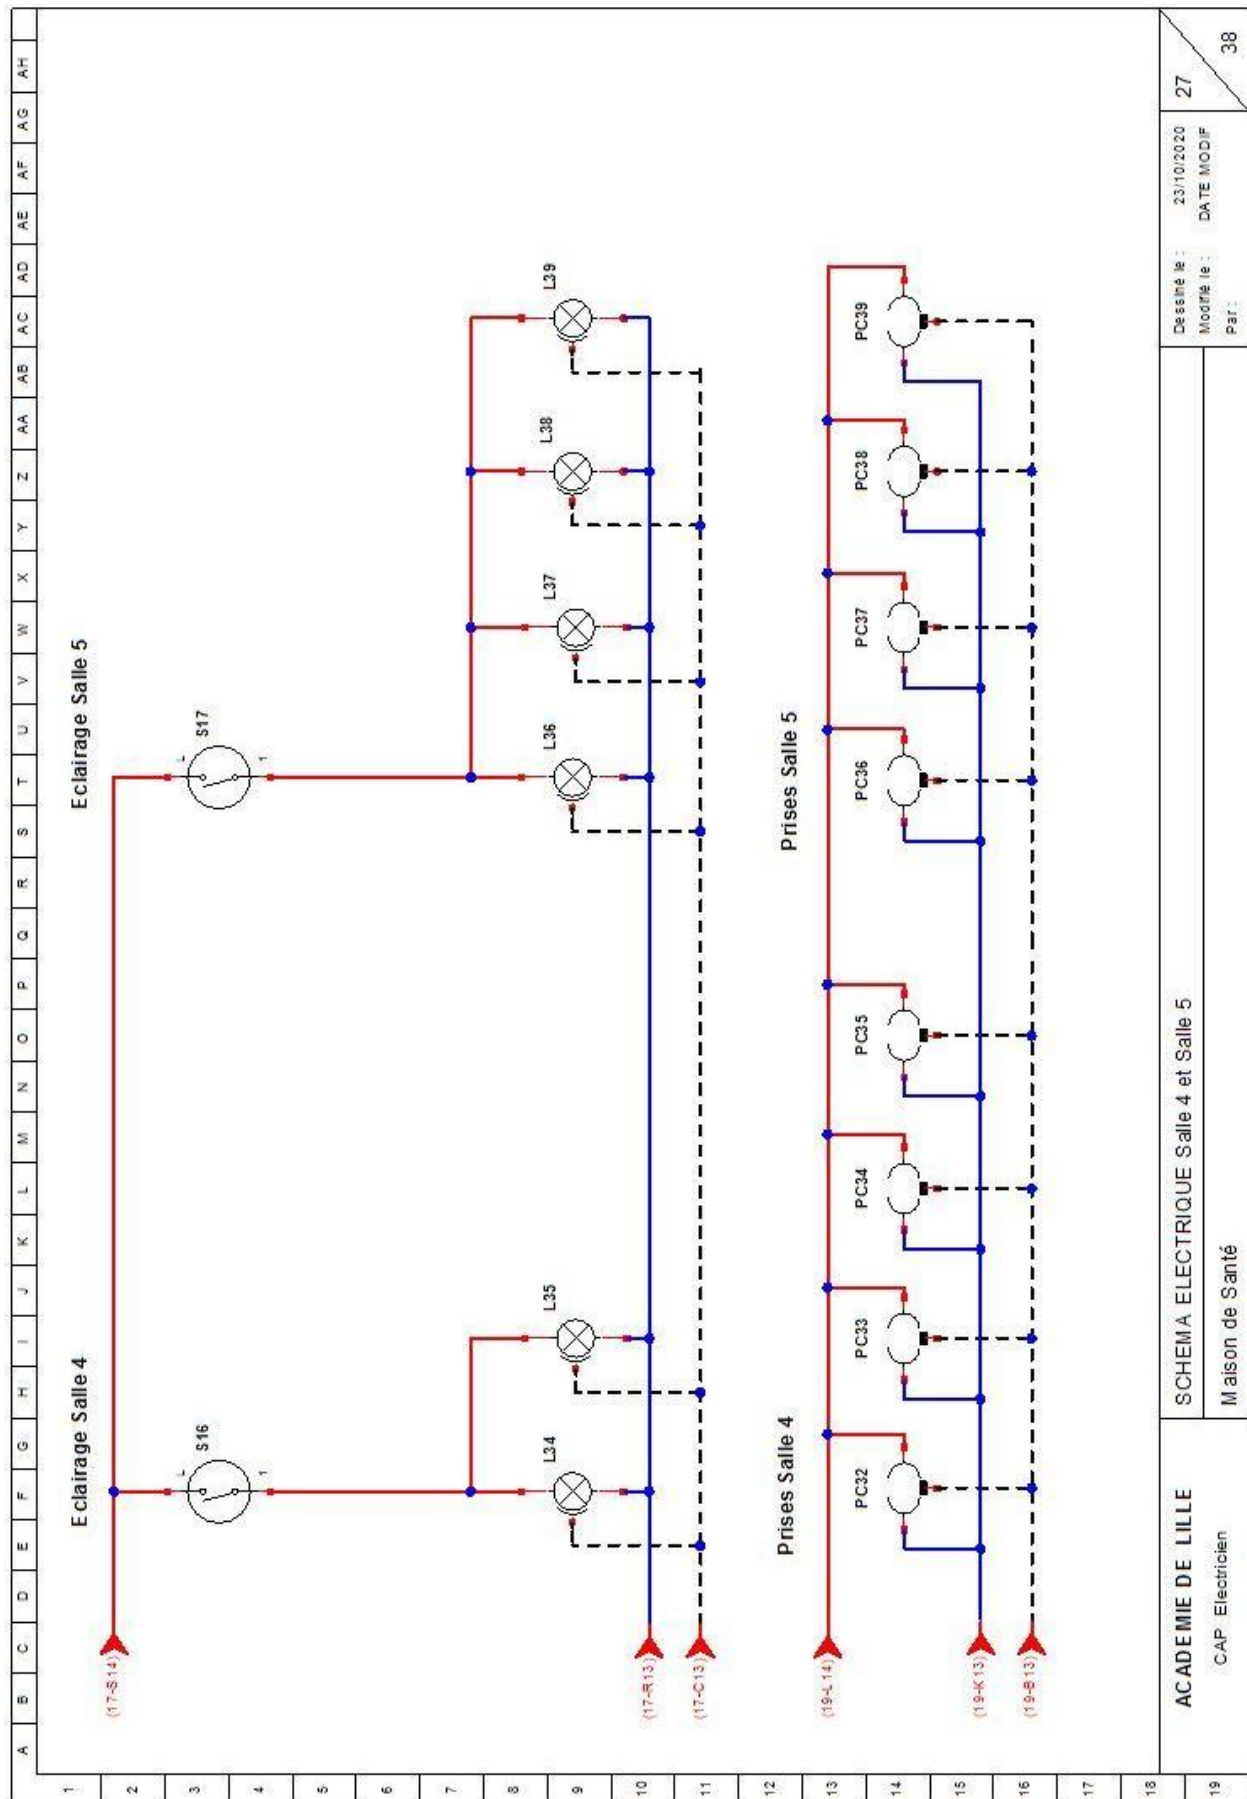 A B C D E F G H I J K L M N O P Q R S T U V W X Y Z AA AB AC AD AE AF AG AH
1
2
3
4
5
6
7
8
9
10
11
12
13
14
15
16
17
18
19
Eclairage Salle 4
Eclairage Salle 5
(17-S14)
L
S16
1
L
S17
1
L34
L35
L36
L37
L38
L39
(17-R13)
(17-C13)
Prises Salle 4
Prises Salle 5
(19-L14)
PC32
PC33
PC34
PC35
PC36
PC37
PC38
PC39
(19-K13)
(19-B13)
ACADEMIE DE LILLE
CAP Electricien
SCHEMA ELECTRIQUE Salle 4 et Salle 5
Maison de Santé
Dessiné le : 23/10/2020
Modifié le : DATE MODIF
Par :
27
38